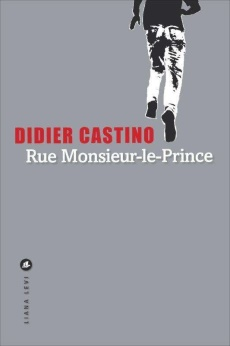 DIDIER CASTINO
Rue Monsieur-le-Prince
LIANA LEVI